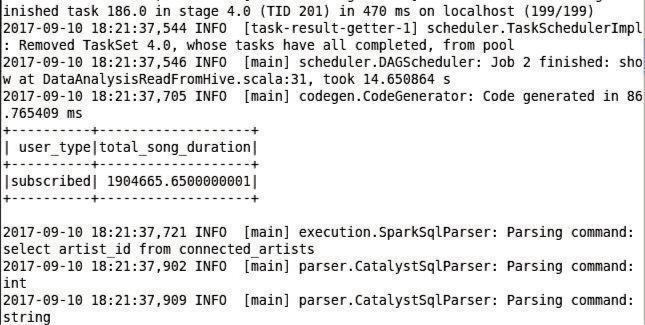 inished task 186.0 in stage 4.0 (TID 201) in 470 ms on localhost (199/199)
2017-09-10 18:21:37,544 INFO  [task-result-getter-1] scheduler.TaskSchedulerImpl
: Removed TaskSet 4.0, whose tasks have all completed, from pool
2017-09-10 18:21:37,546 INFO  [main] scheduler.DAGScheduler: Job 2 finished: sho
w at DataAnalysisReadFromHive.scala:31, took 14.650864 s
2017-09-10 18:21:37,705 INFO  [main] codegen.CodeGenerator: Code generated in 86
.765409 ms
+----------+-------------------+
| user_type|total_song_duration|
+----------+-------------------+
|subscribed| 1904665.6500000001|
+----------+-------------------+
2017-09-10 18:21:37,721 INFO  [main] execution.SparkSqlParser: Parsing command:
select artist_id from connected_artists
2017-09-10 18:21:37,902 INFO  [main] parser.CatalystSqlParser: Parsing command:
int
2017-09-10 18:21:37,909 INFO  [main] parser.CatalystSqlParser: Parsing command:
string